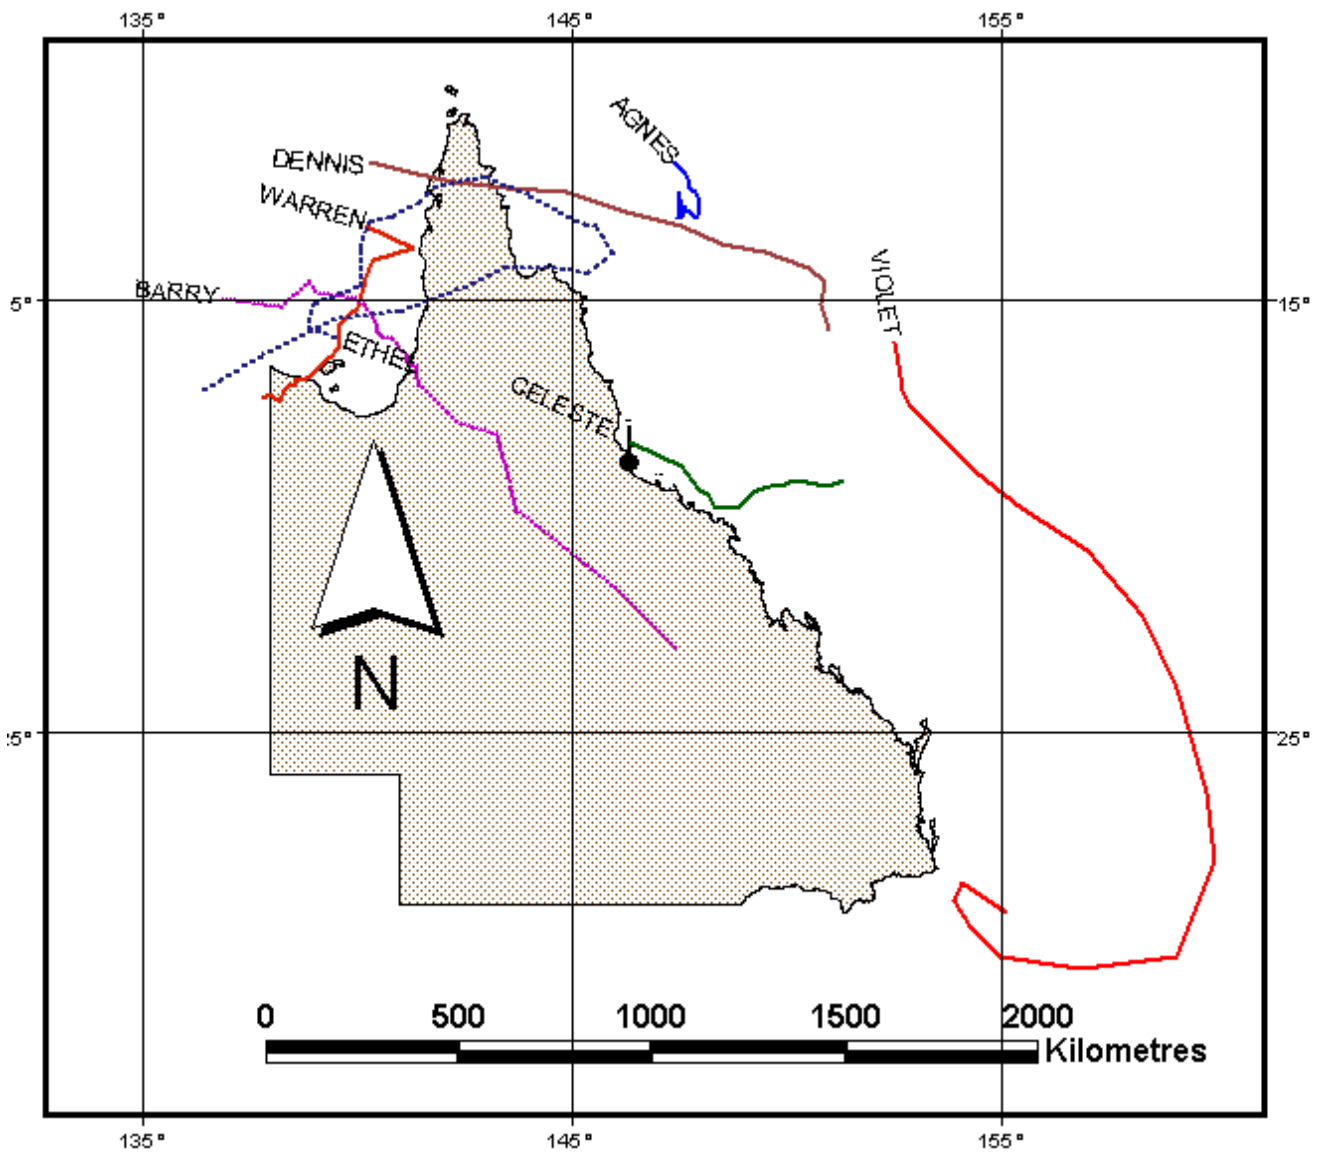 135° 145° 155°
AGNES
DENNIS
WARREN
VIOLET
BARRY
5° 15°
ETHEL
CELESTE
N
5° 25°
0 500 1000 1500 2000
Kilometres
135° 145° 155°